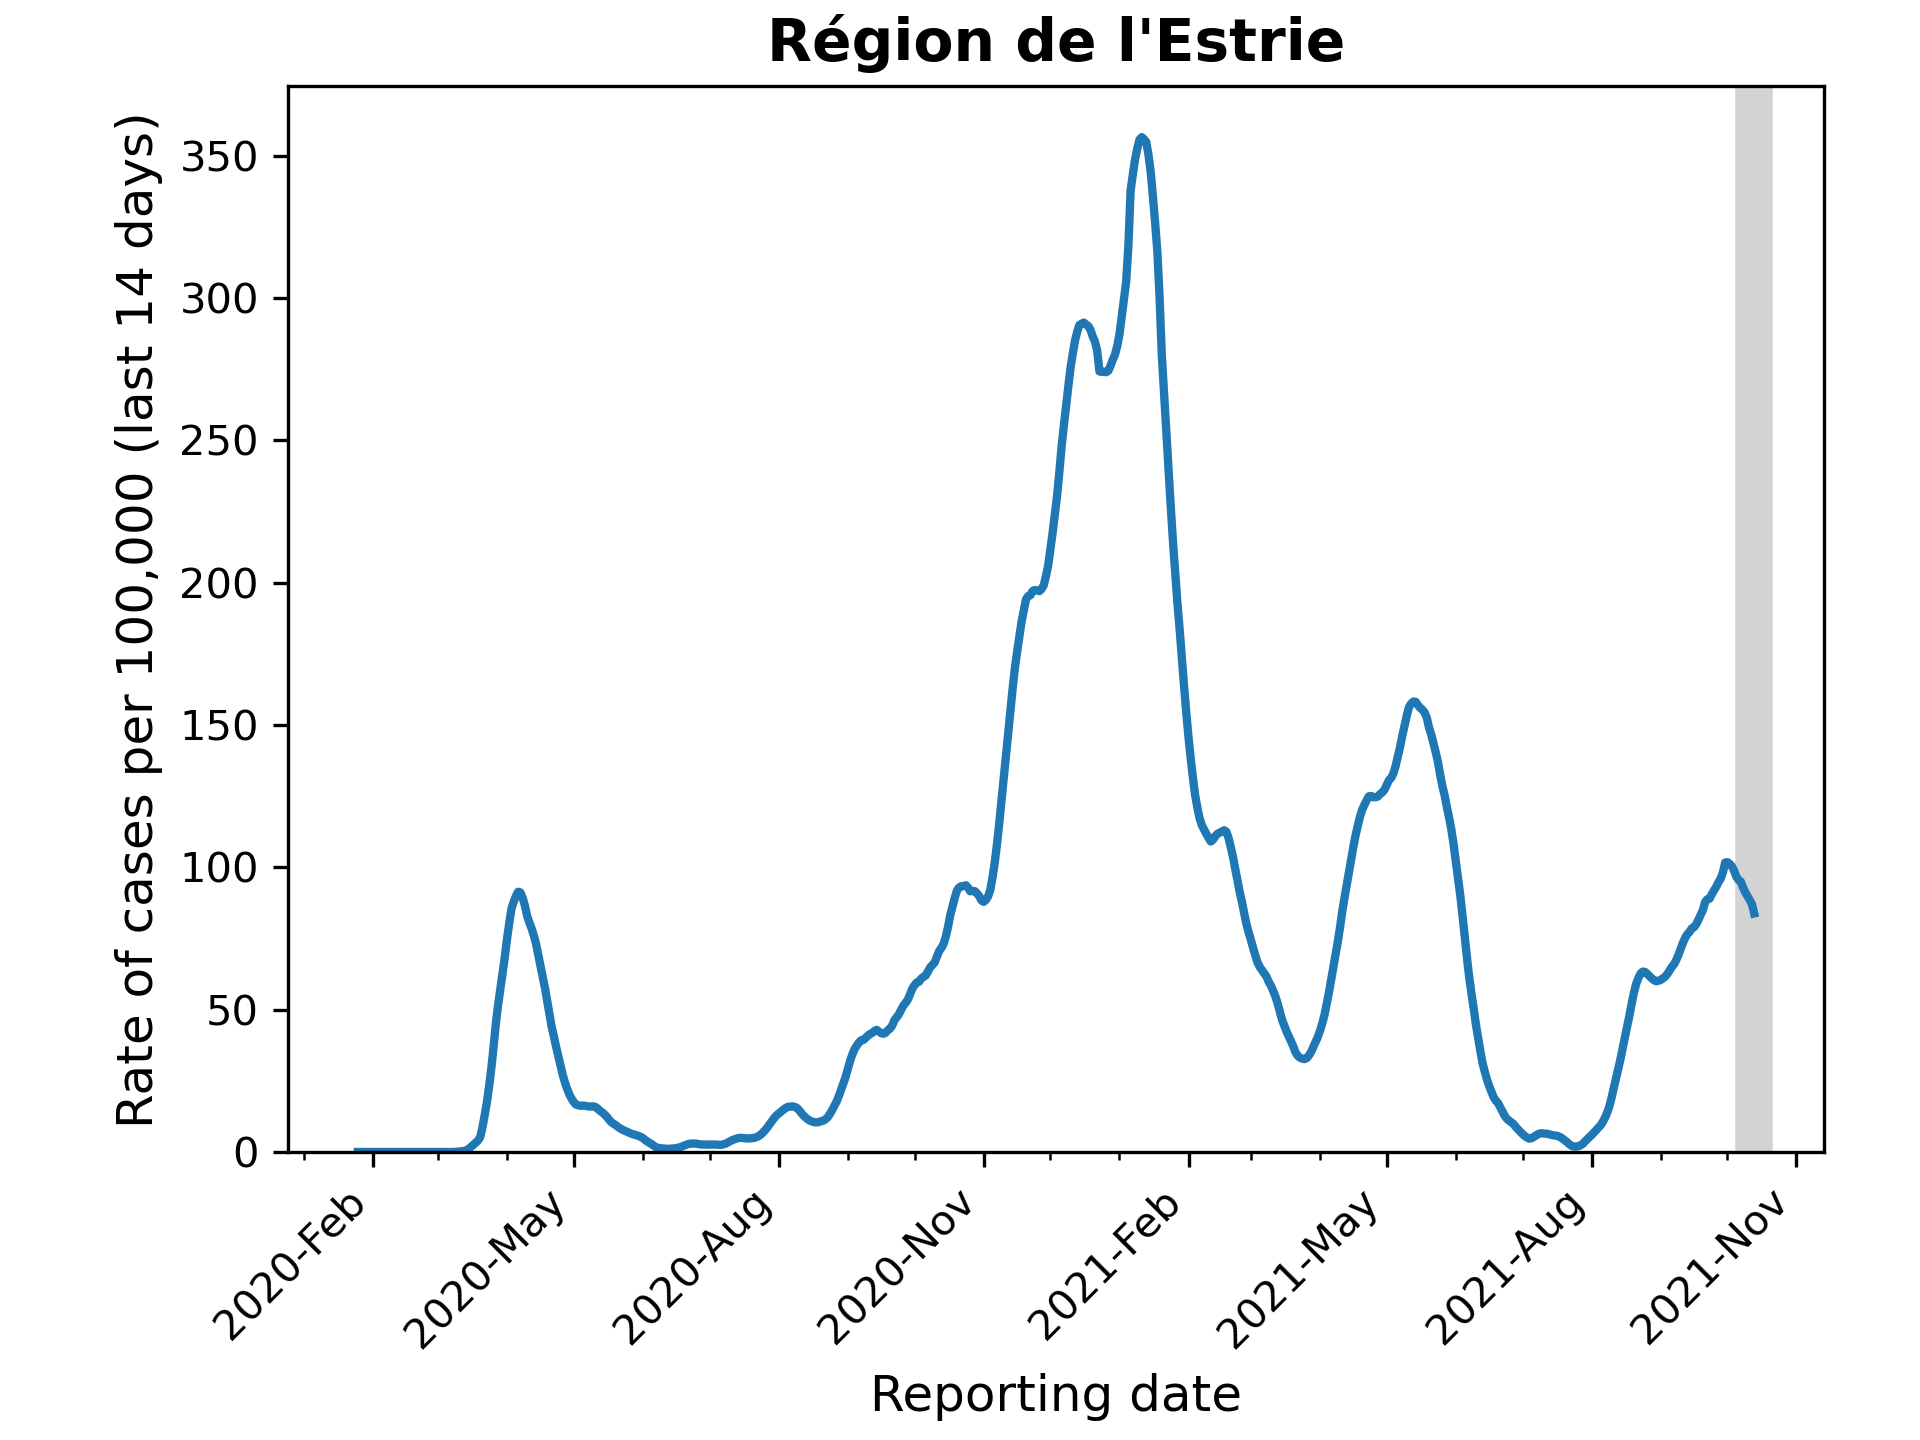 Région de l'Estrie
Rate of cases per 100,000 (last 14 days)
350
300
250
200
150
100
50
0
2020-Feb
2020-May
2020-Aug
2020-Nov
2021-Feb
2021-May
2021-Aug
2021-Nov
Reporting date